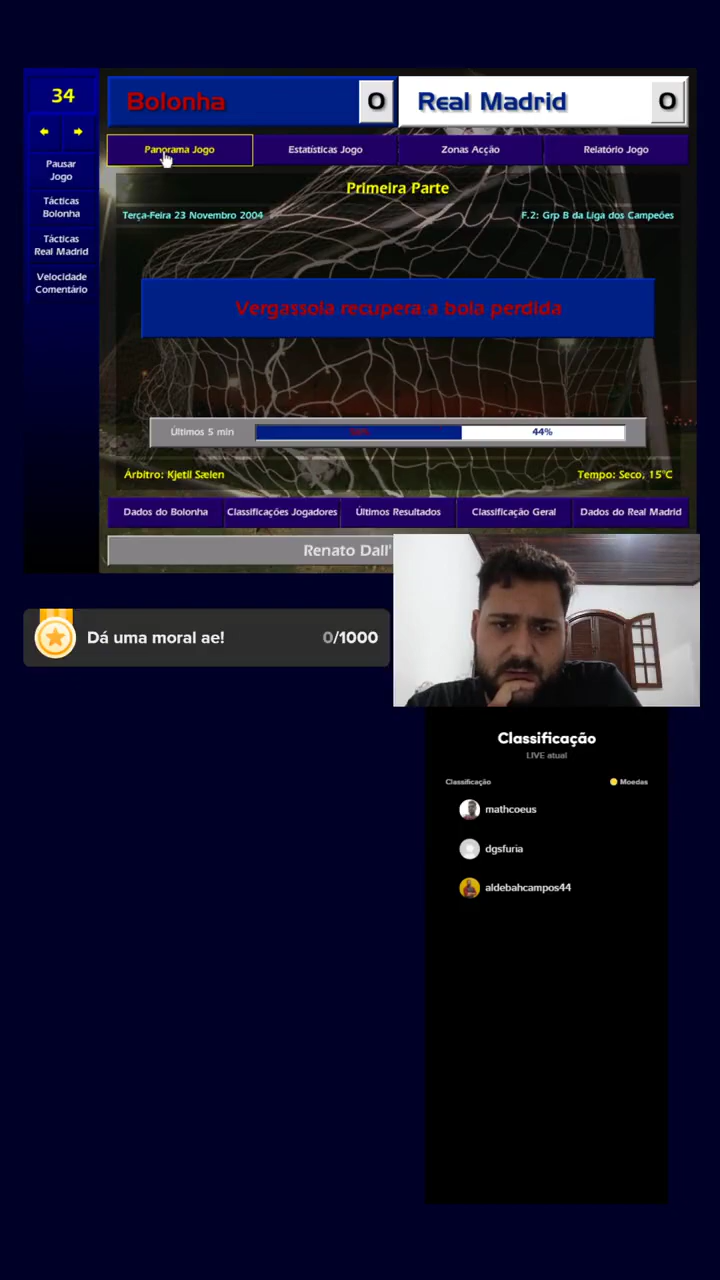 34
Bolonha 0
Real Madrid 0
Panorama Jogo
Estatísticas Jogo
Zonas Acção
Relatório Jogo
Pausar
Jogo
Tácticas
Bolonha
Tácticas
Real Madrid
Velocidade
Comentário
Primeira Parte
Terça-Feira 23 Novembro 2004
F.2: Grp B da Liga dos Campeões
Vergassola recupera a bola perdida
Últimos 5 min
44%
Árbitro: Kjetil Sælen
Tempo: Seco, 15°C
Dados do Bolonha
Classificações Jogadores
Últimos Resultados
Classificação Geral
Dados do Real Madrid
Renato Dall'
Dá uma moral ae! 0/1000
Classificação
LIVE atual
Classificação
Moedas
mathcoeus
dgsfuria
aldebahcampos44